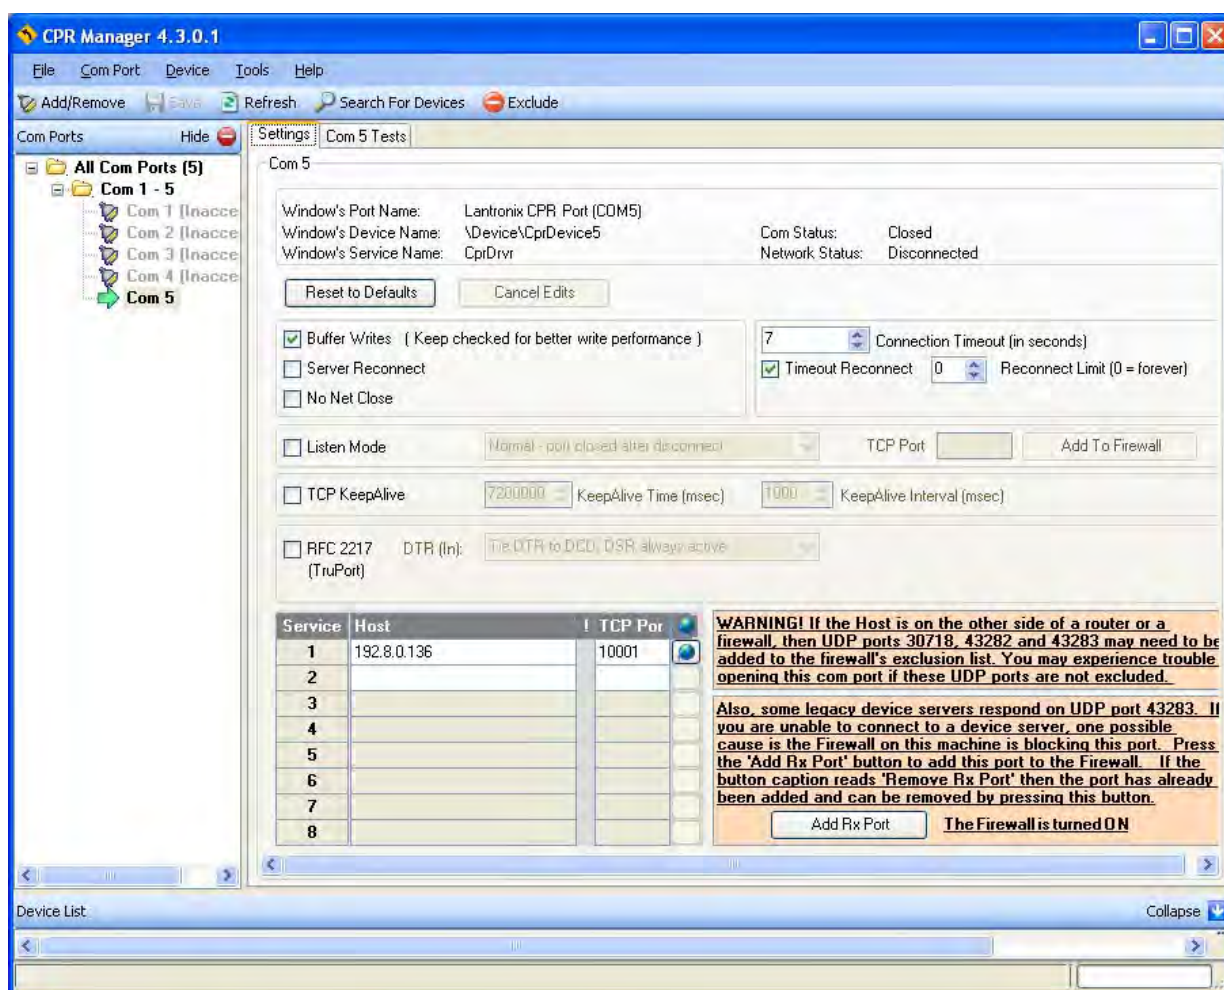 CPR Manager 4.3.0.1
File Com Port Device Tools Help
Add/Remove Save Refresh Search For Devices Exclude
Com Ports Hide
Settings Com 5 Tests
All Com Ports (5)
Com 1 - 5
Com 1 (Inacce
Com 2 (Inacce
Com 3 (Inacce
Com 4 (Inacce
Com 5
Com 5
Window's Port Name: Lantronix CPR Port (COM5)
Window's Device Name: \Device\CprDevice5 Com Status: Closed
Window's Service Name: CprDrvr Network Status: Disconnected
Reset to Defaults Cancel Edits
Buffer Writes ( Keep checked for better write performance )
7 Connection Timeout (in seconds)
Server Reconnect
Timeout Reconnect 0 Reconnect Limit (0 = forever)
No Net Close
Listen Mode Normal - port closed after disconnect TCP Port Add To Firewall
TCP KeepAlive 7200000 KeepAlive Time (msec) 1000 KeepAlive Interval (msec)
RFC 2217 DTR (In): Tie DTR to DCD, DSR always active
(TruPort)
Service Host ! TCP Por
1 192.8.0.136 10001
2
3
4
5
6
7
8
WARNING! If the Host is on the other side of a router or a
firewall, then UDP ports 30718, 43282 and 43283 may need to be
added to the firewall's exclusion list. You may experience trouble
opening this com port if these UDP ports are not excluded.
Also, some legacy device servers respond on UDP port 43283. If
you are unable to connect to a device server, one possible
cause is the Firewall on this machine is blocking this port. Press
the 'Add Rx Port' button to add this port to the Firewall. If the
button caption reads 'Remove Rx Port' then the port has already
been added and can be removed by pressing this button.
Add Rx Port The Firewall is turned ON
Device List Collapse